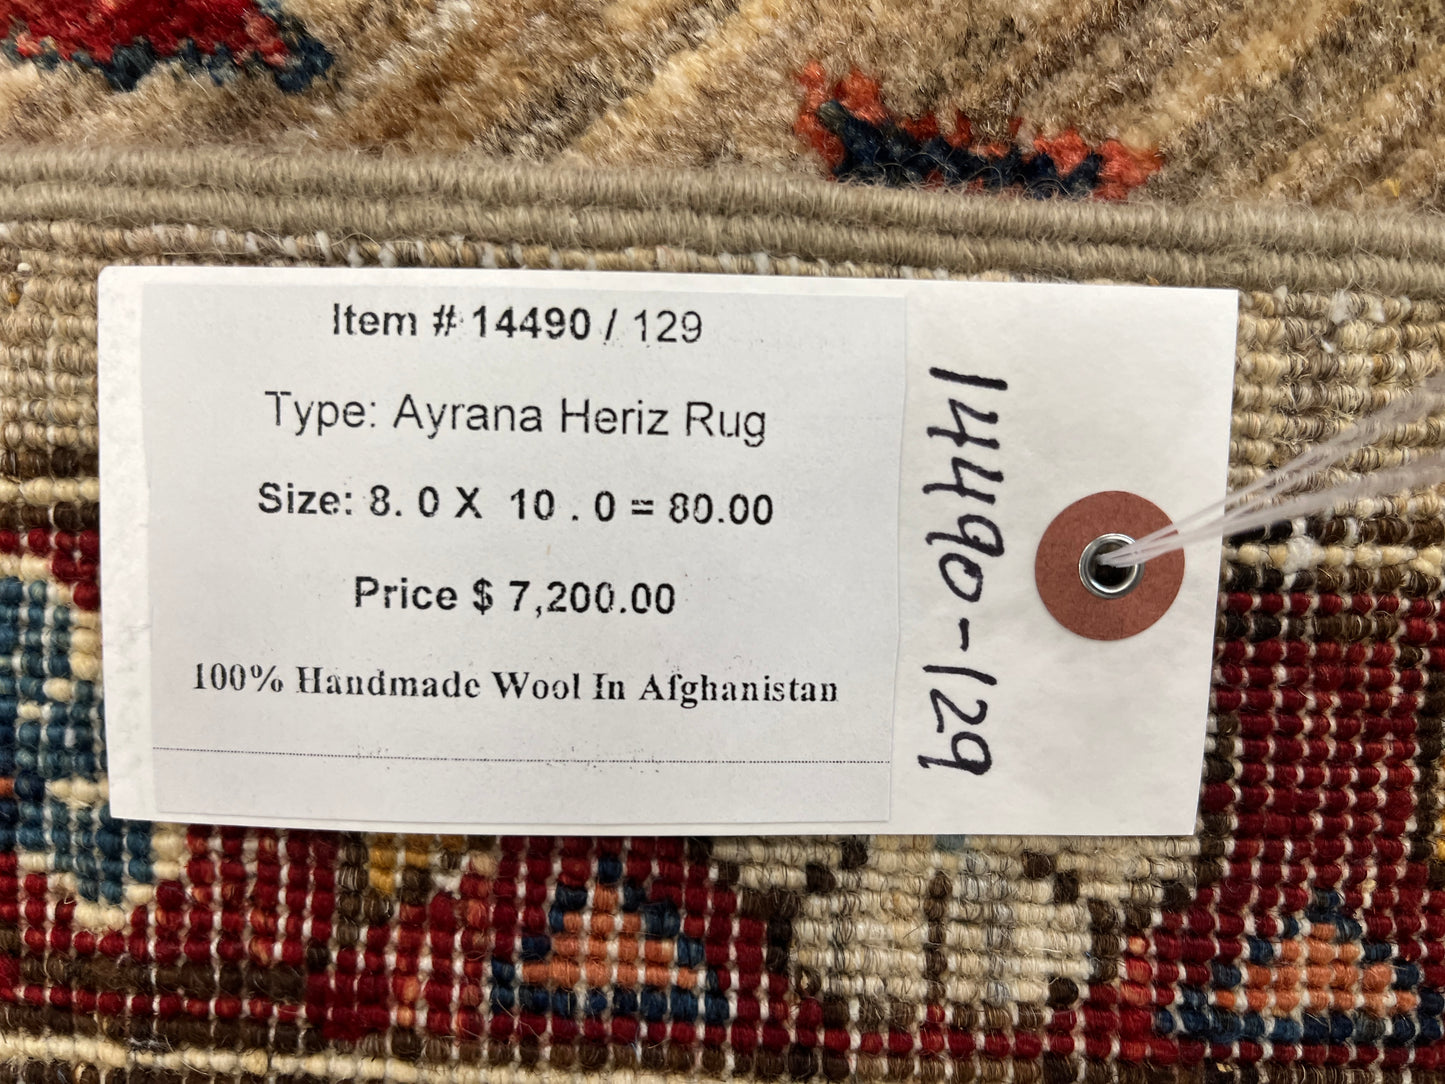 Item # 14490 / 129
Type: Ayrana Heriz Rug
Size: 8. 0 X 10 . 0 = 80.00
Price $ 7,200.00
100% Handmade Wool In Afghanistan
14490-129